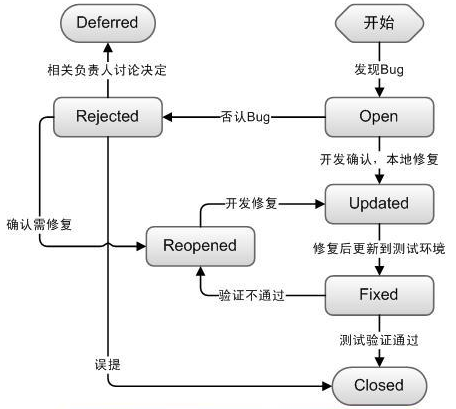 Deferred
开始
相关负责人讨论决定
发现Bug
Rejected
否认Bug
Open
开发确认，本地修复
确认需修复
开发修复
Updated
Reopened
修复后更新到测试环境
验证不通过
Fixed
测试验证通过
误提
Closed